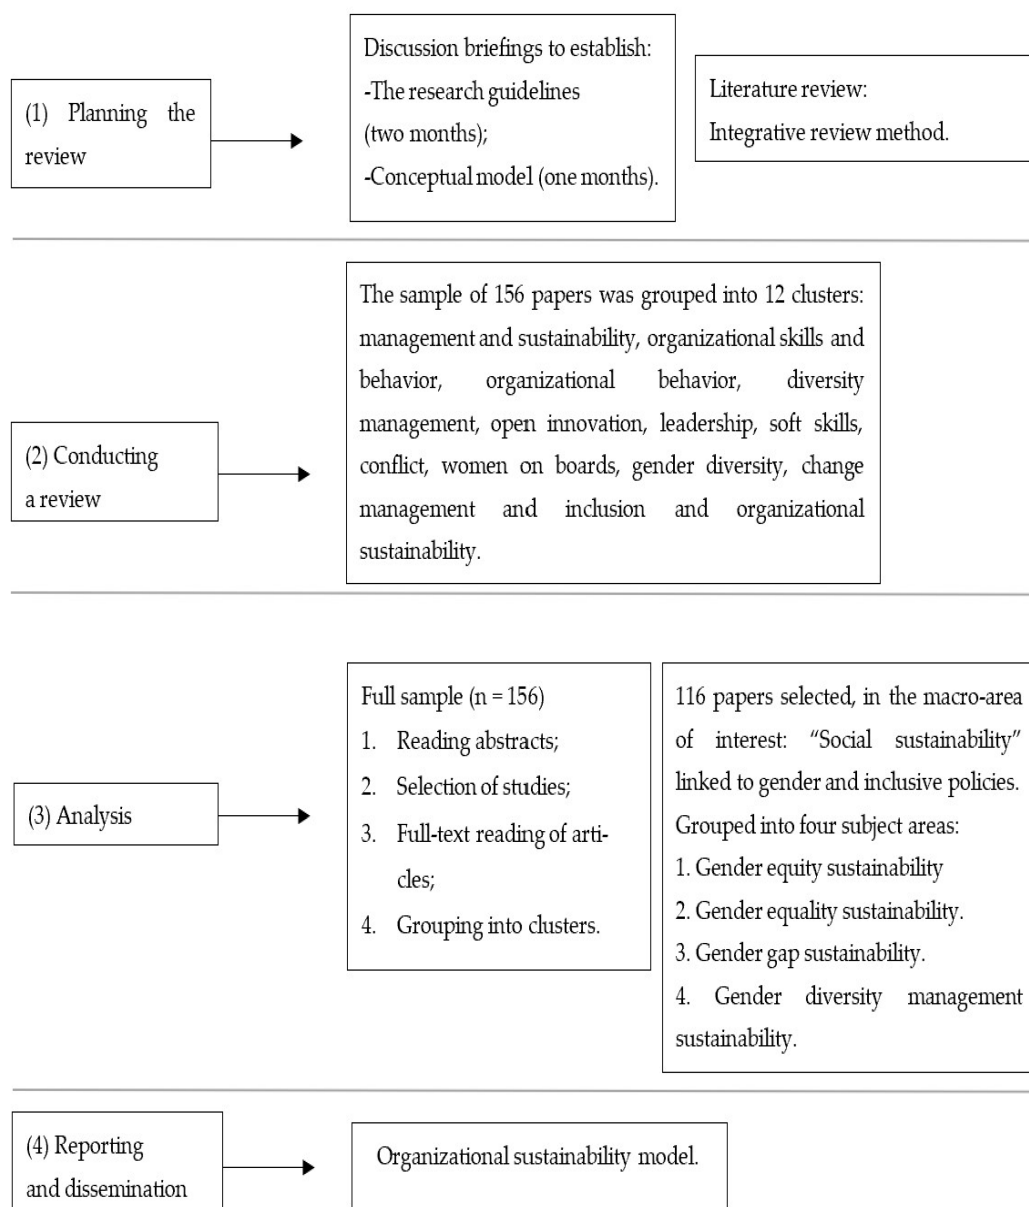 (1) Planning the
review
Discussion briefings to establish:
-The research guidelines
(two months);
-Conceptual model (one months).
Literature review:
Integrative review method.
(2) Conducting
a review
The sample of 156 papers was grouped into 12 clusters:
management and sustainability, organizational skills and
behavior, organizational behavior, diversity
management, open innovation, leadership, soft skills,
conflict, women on boards, gender diversity, change
management and inclusion and organizational
sustainability.
(3) Analysis
Full sample (n = 156)
1. Reading abstracts;
2. Selection of studies;
3. Full-text reading of arti-
cles;
4. Grouping into clusters.
116 papers selected, in the macro-area
of interest: “Social sustainability”
linked to gender and inclusive policies.
Grouped into four subject areas:
1. Gender equity sustainability
2. Gender equality sustainability.
3. Gender gap sustainability.
4. Gender diversity management
sustainability.
(4) Reporting
and dissemination
Organizational sustainability model.